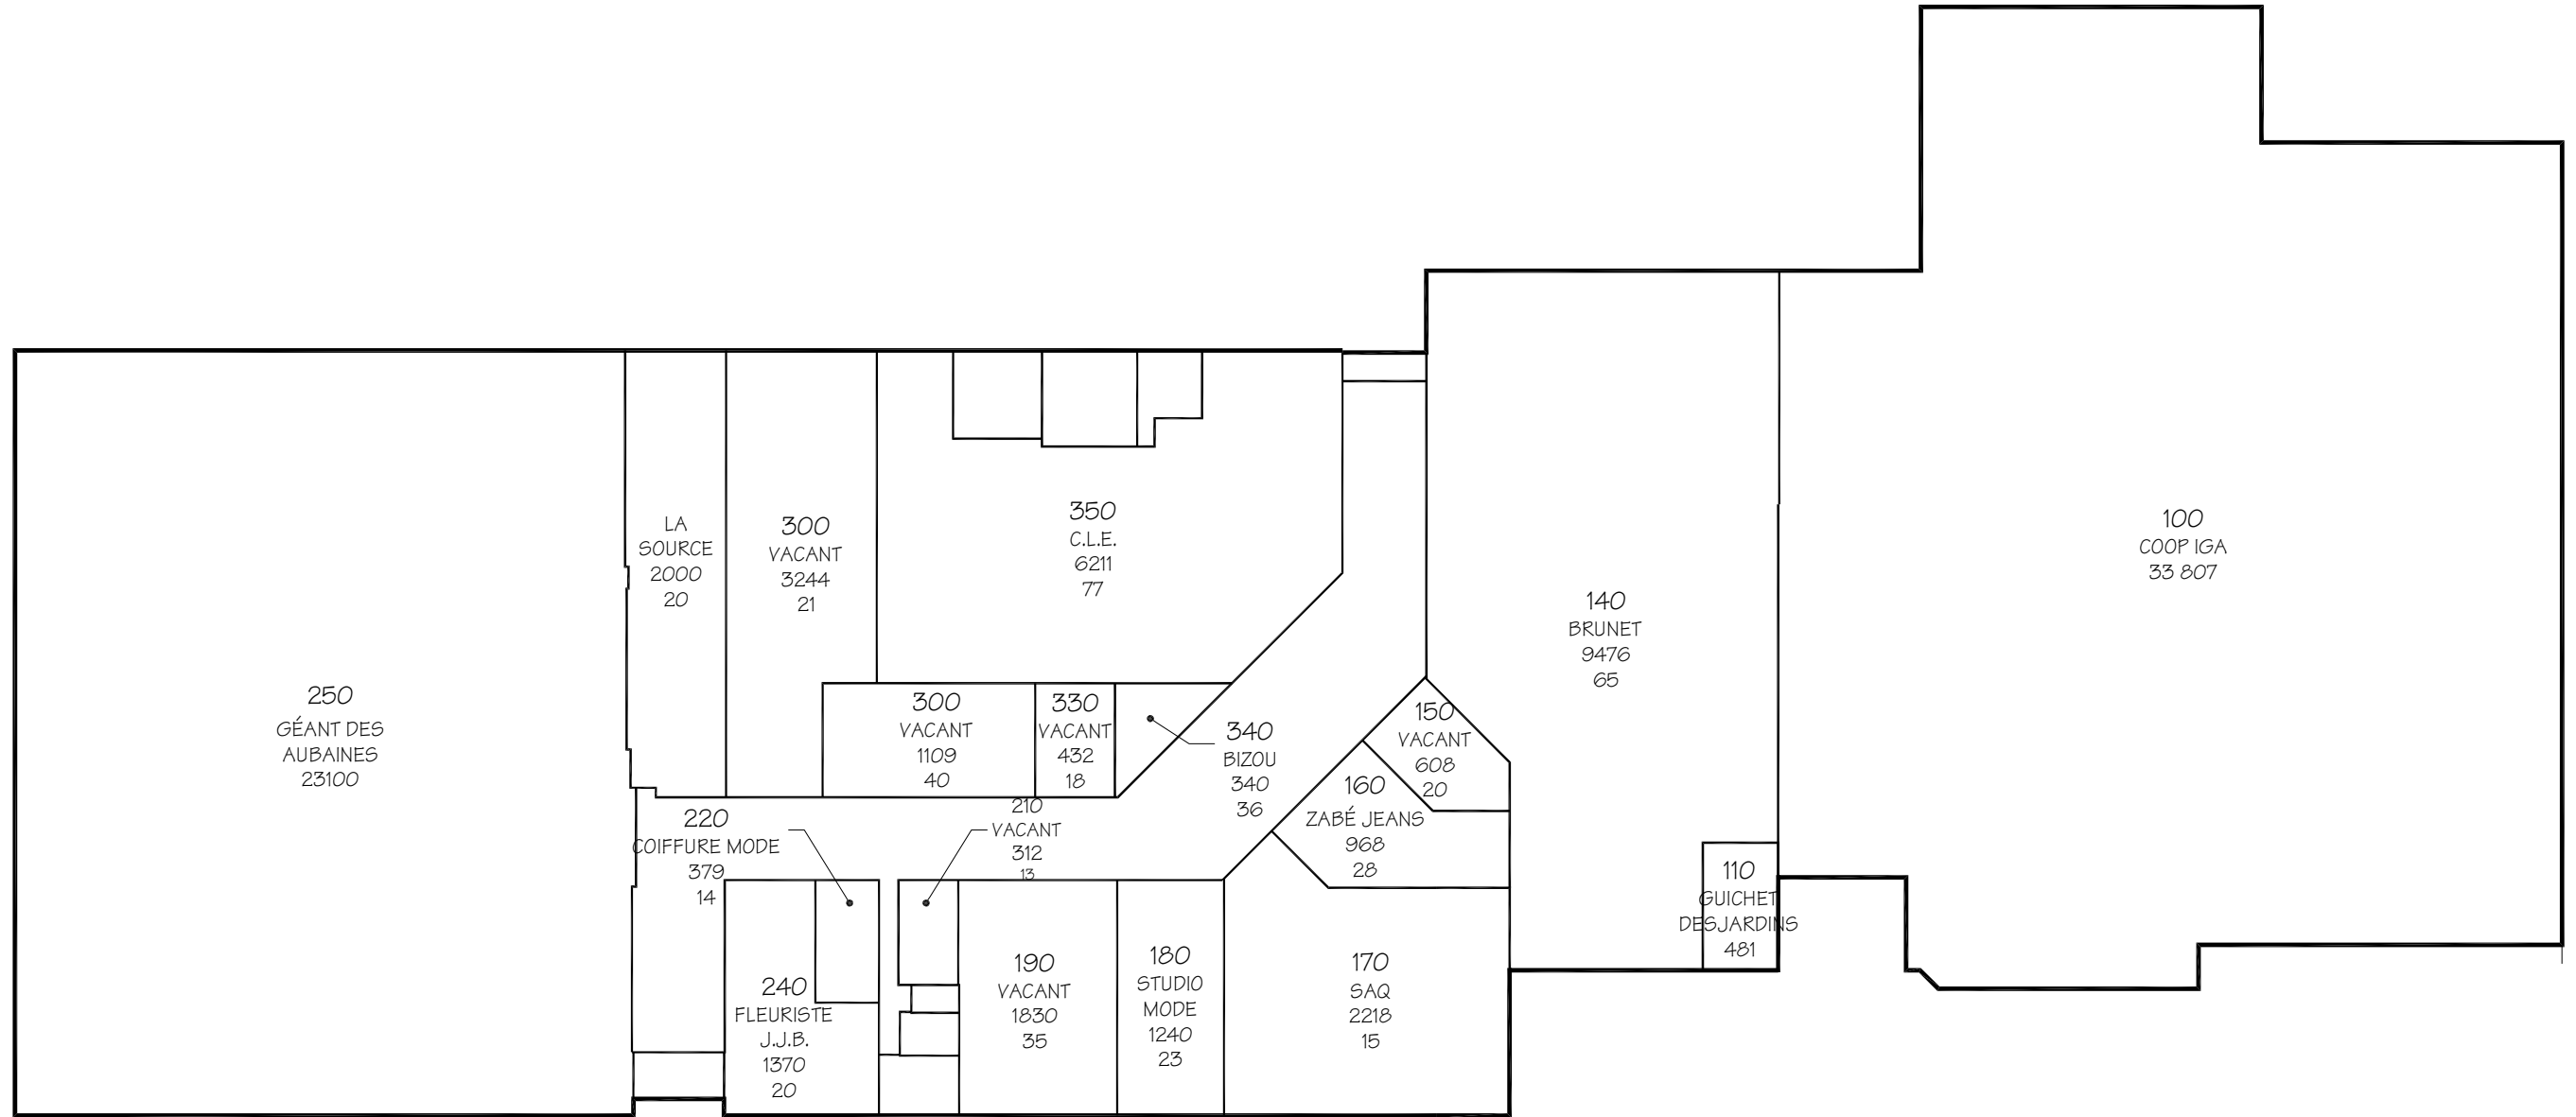 250
GÉANT DES
AUBAINES
23100
LA
SOURCE
2000
20
300
VACANT
3244
21
350
C.L.E.
6211
77
300
VACANT
1109
40
330
VACANT
432
18
340
BIZOU
340
36
220
COIFFURE MODE
379
14
210
VACANT
312
13
240
FLEURISTE
J.J.B.
1370
20
190
VACANT
1830
35
180
STUDIO
MODE
1240
23
170
SAQ
2218
15
160
ZABÉ JEANS
968
28
150
VACANT
608
20
140
BRUNET
9476
65
110
GUICHET
DESJARDINS
481
100
COOP IGA
33 807